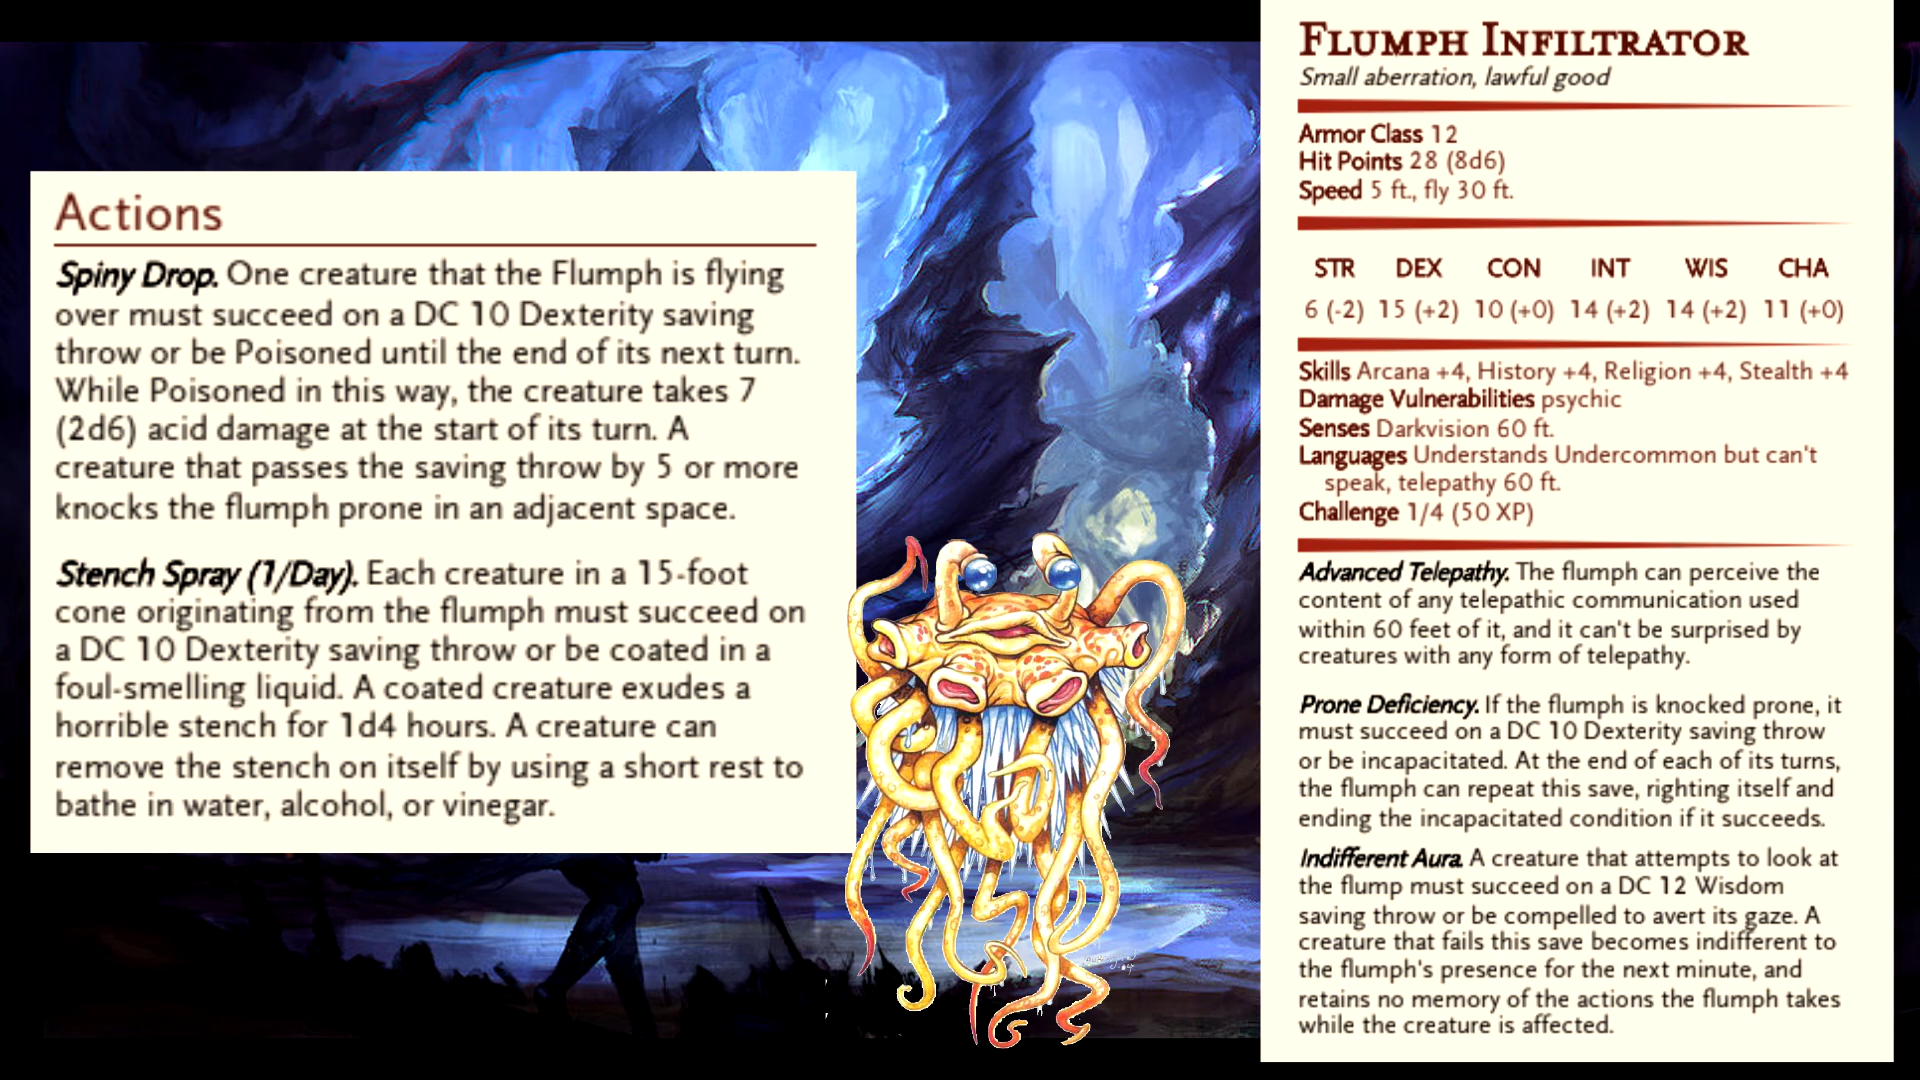 Actions
Spiny Drop. One creature that the Flumph is flying
over must succeed on a DC 10 Dexterity saving
throw or be Poisoned until the end of its next turn.
While Poisoned in this way, the creature takes 7
(2d6) acid damage at the start of its turn. A
creature that passes the saving throw by 5 or more
knocks the flumph prone in an adjacent space.
Stench Spray (1/Day). Each creature in a 15-foot
cone originating from the flumph must succeed on
a DC 10 Dexterity saving throw or be coated in a
foul-smelling liquid. A coated creature exudes a
horrible stench for 1d4 hours. A creature can
remove the stench on itself by using a short rest to
bathe in water, alcohol, or vinegar.
Flumph Infiltrator
Small aberration, lawful good
Armor Class 12
Hit Points 28 (8d6)
Speed 5 ft., fly 30 ft.
STR DEX CON INT WIS CHA
6 (-2) 15 (+2) 10 (+0) 14 (+2) 14 (+2) 11 (+0)
Skills Arcana +4, History +4, Religion +4, Stealth +4
Damage Vulnerabilities psychic
Senses Darkvision 60 ft.
Languages Understands Undercommon but can't
speak, telepathy 60 ft.
Challenge 1/4 (50 XP)
Advanced Telepathy. The flumph can perceive the
content of any telepathic communication used
within 60 feet of it, and it can't be surprised by
creatures with any form of telepathy.
Prone Deficiency. If the flumph is knocked prone, it
must succeed on a DC 10 Dexterity saving throw
or be incapacitated. At the end of each of its turns,
the flumph can repeat this save, righting itself and
ending the incapacitated condition if it succeeds.
Indifferent Aura. A creature that attempts to look at
the flump must succeed on a DC 12 Wisdom
saving throw or be compelled to avert its gaze. A
creature that fails this save becomes indifferent to
the flumph's presence for the next minute, and
retains no memory of the actions the flumph takes
while the creature is affected.